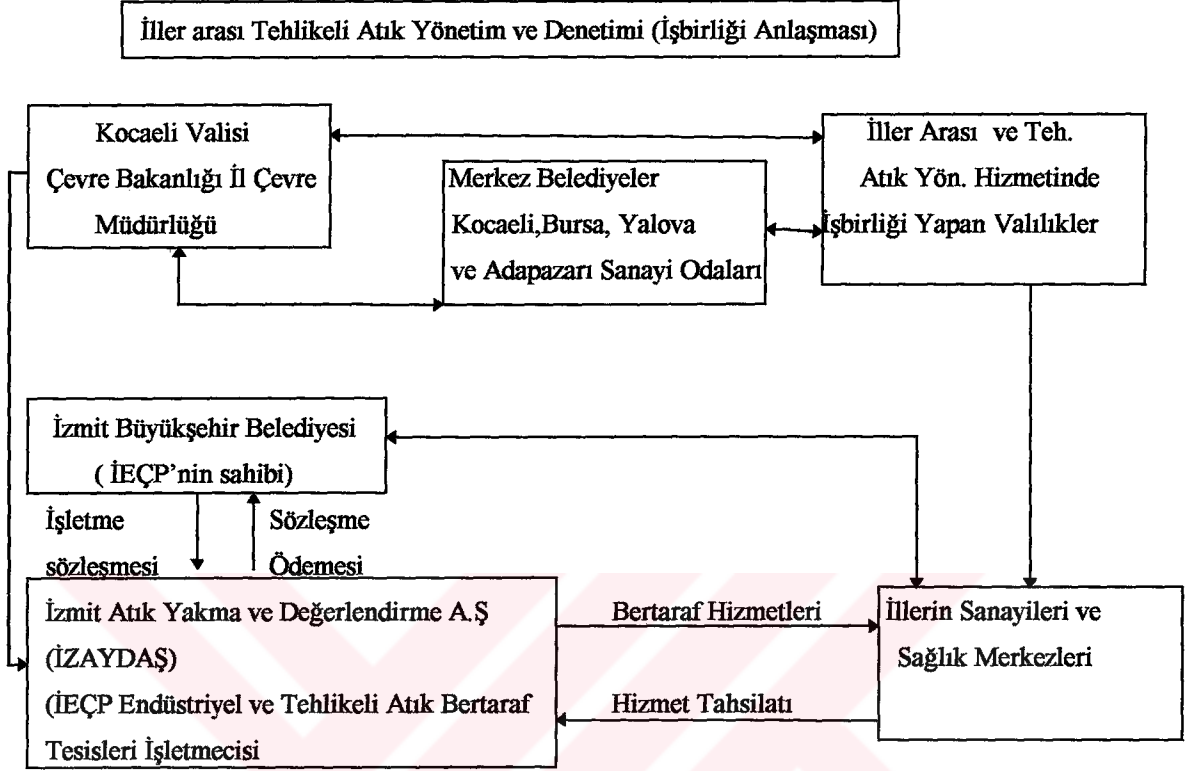 İller arası Tehlikeli Atık Yönetim ve Denetimi (İşbirliği Anlaşması)
Kocaeli Valisi
Çevre Bakanlığı İl Çevre
Müdürlüğü
Merkez Belediyeler
Kocaeli,Bursa, Yalova
ve Adapazarı Sanayi Odaları
İller Arası ve Teh.
Atık Yön. Hizmetinde
İşbirliği Yapan Valılıkler
İzmit Büyükşehir Belediyesi
( İEÇP'nin sahibi)
İşletme
sözleşmesi
Sözleşme
Ödemesi
İzmit Atık Yakma ve Değerlendirme A.Ş
(İZAYDAŞ)
(İEÇP Endüstriyel ve Tehlikeli Atık Bertaraf
Tesisleri İşletmecisi
Bertaraf Hizmetleri
Hizmet Tahsilatı
İllerin Sanayileri ve
Sağlık Merkezleri